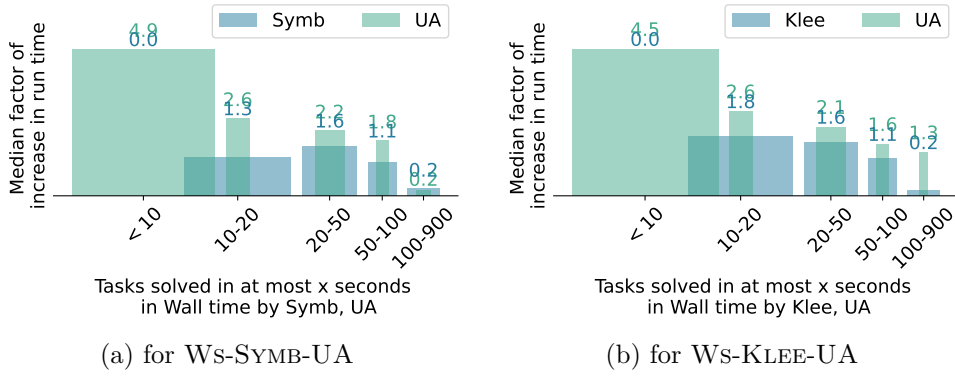 Symb UA
Median factor of
increase in run time
4.9
0.0
2.6
1.3
2.2
1.6
1.8
1.1
0.2
0.2
< 10
10-20
20-50
50-100
100-900
Tasks solved in at most x seconds
in Wall time by Symb, UA
(a) for Ws-Symb-UA
Klee UA
Median factor of
increase in run time
4.5
0.0
2.6
1.8
2.1
1.6
1.6
1.1
1.3
0.2
< 10
10-20
20-50
50-100
100-900
Tasks solved in at most x seconds
in Wall time by Klee, UA
(b) for Ws-Klee-UA